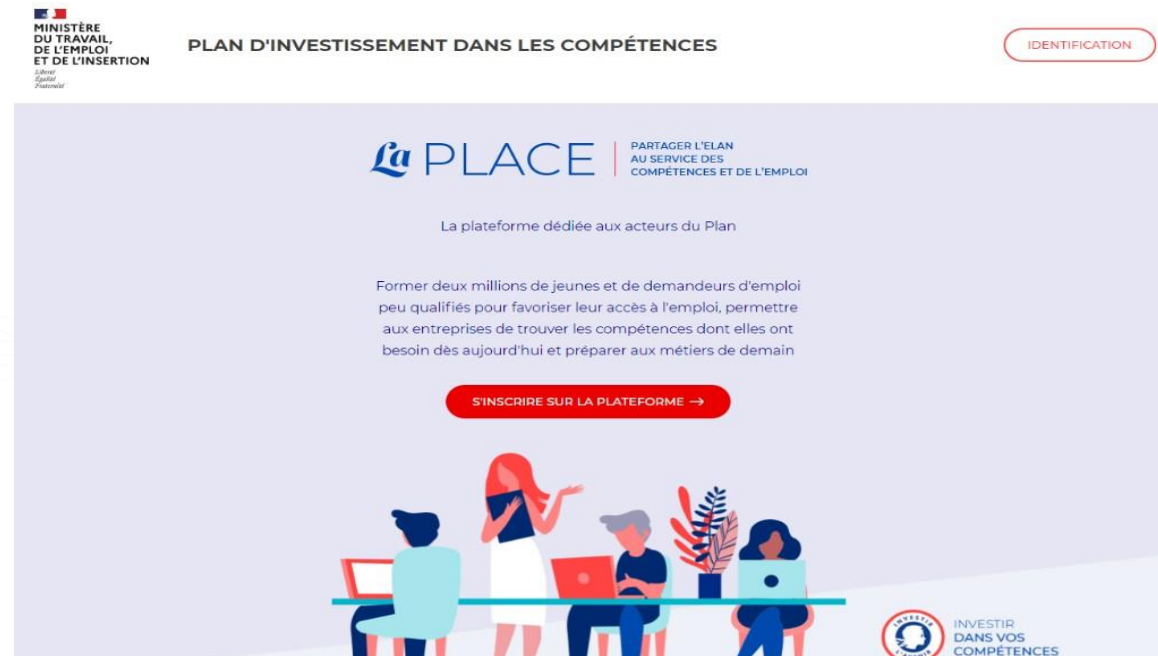 MINISTÈRE
DU TRAVAIL,
DE L'EMPLOI
ET DE L'INSERTION
Liberté
Égalité
Fraternité
PLAN D'INVESTISSEMENT DANS LES COMPÉTENCES
IDENTIFICATION
La PLACE
PARTAGER L'ELAN
AU SERVICE DES
COMPÉTENCES ET DE L'EMPLOI
La plateforme dédiée aux acteurs du Plan
Former deux millions de jeunes et de demandeurs d'emploi
peu qualifiés pour favoriser leur accès à l'emploi, permettre
aux entreprises de trouver les compétences dont elles ont
besoin dès aujourd'hui et préparer aux métiers de demain
S'INSCRIRE SUR LA PLATEFORME →
INVESTIR
INVESTIR
DANS VOS
COMPÉTENCES